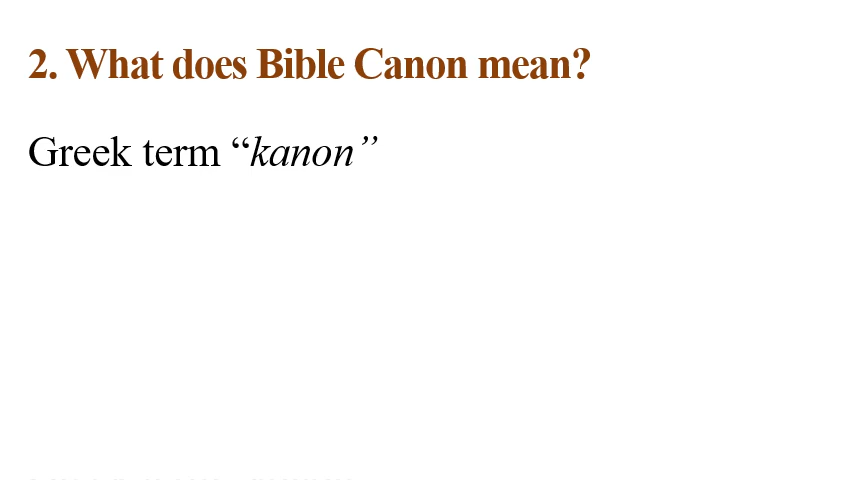 2. What does Bible Canon mean?
Greek term “kanon”